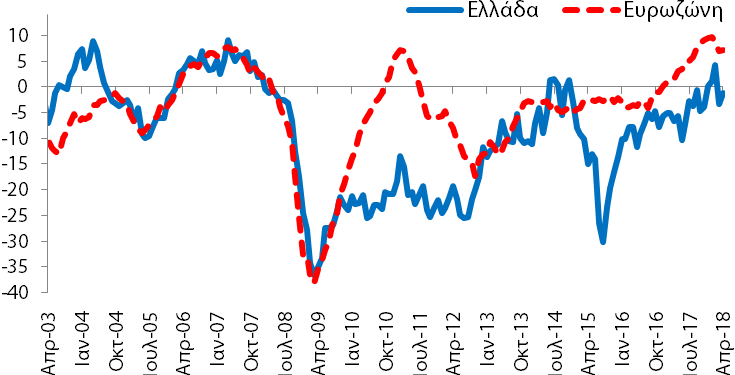 Ελλάδα
Ευρωζώνη
10
5
0
-5
-10
-15
-20
-25
-30
-35
-40
Απρ-03
Ιαν-04
Οκτ-04
Ιουλ-05
Απρ-06
Ιαν-07
Οκτ-07
Ιουλ-08
Απρ-09
Ιαν-10
Οκτ-10
Ιουλ-11
Απρ-12
Ιαν-13
Οκτ-13
Ιουλ-14
Απρ-15
Ιαν-16
Οκτ-16
Ιουλ-17
Απρ-18